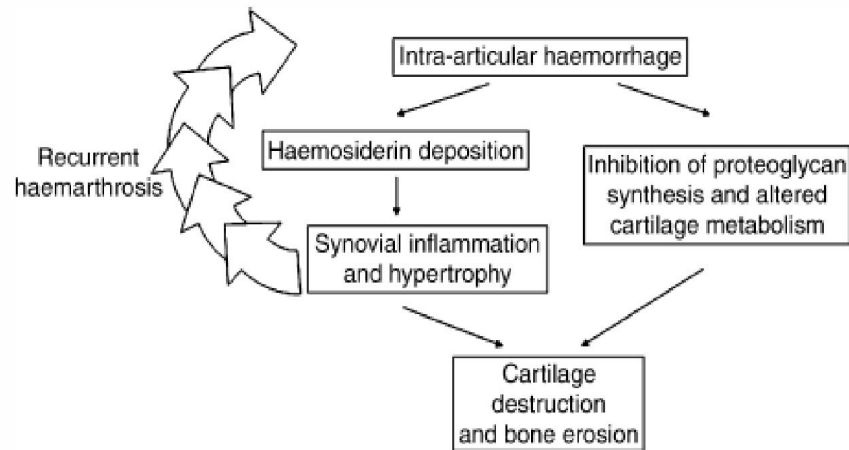 Intra-articular haemorrhage
Recurrent
haemarthrosis
Haemosiderin deposition
Inhibition of proteoglycan
synthesis and altered
cartilage metabolism
Synovial inflammation
and hypertrophy
Cartilage
destruction
and bone erosion